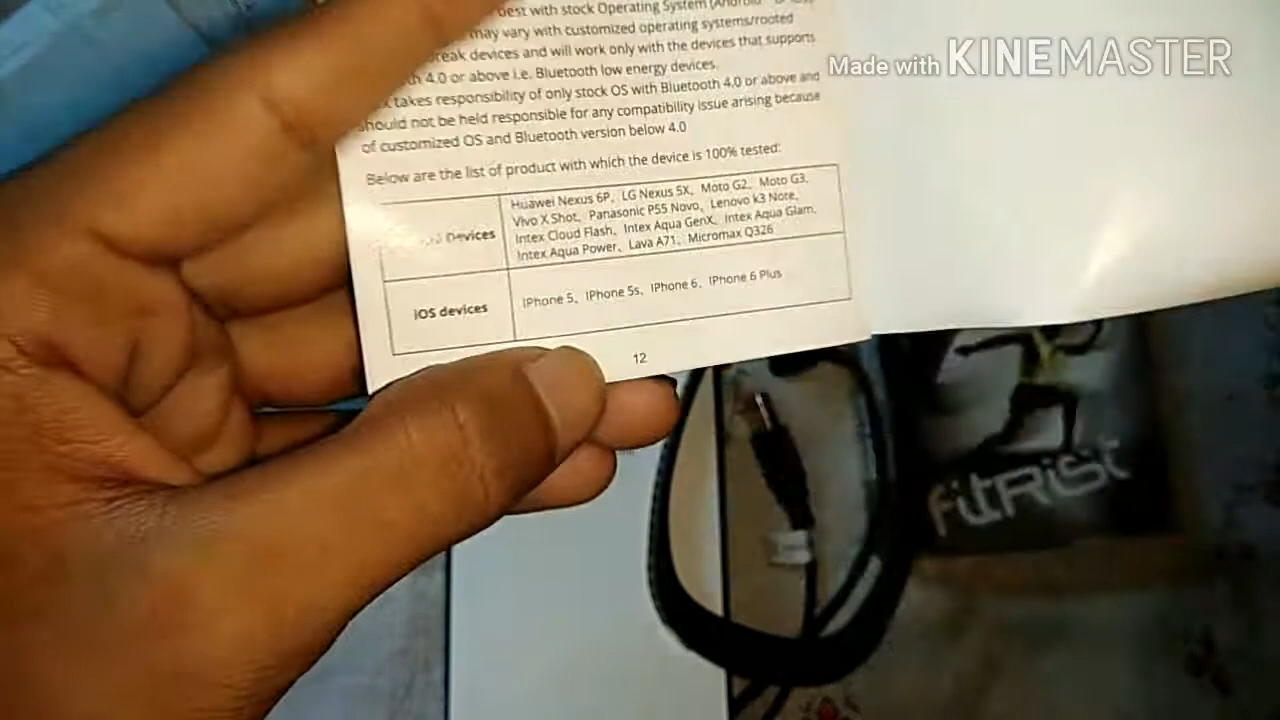 best with stock Operating System
may vary with customized operating systems/rooted
devices and will work only with the devices that supports
4.0 or above i.e. Bluetooth low energy devices.
takes responsibility of only stock OS with Bluetooth 4.0 or above and
should not be held responsible for any compatibility issue arising because
of customized OS and Bluetooth version below 4.0
Below are the list of product with which the device is 100% tested:
Devices
Huawei Nexus 6P、LG Nexus 5X、Moto G2、Moto G3、
Vivo X Shot、Panasonic P55 Novo、Lenovo k3 Note、
Intex Cloud Flash、Intex Aqua GenX、Intex Aqua Glam、
Intex Aqua Power、Lava A71、Micromax Q326
IOS devices
IPhone 5、IPhone 5s、IPhone 6、IPhone 6 Plus
12
Made with KINEMASTER
fitRist